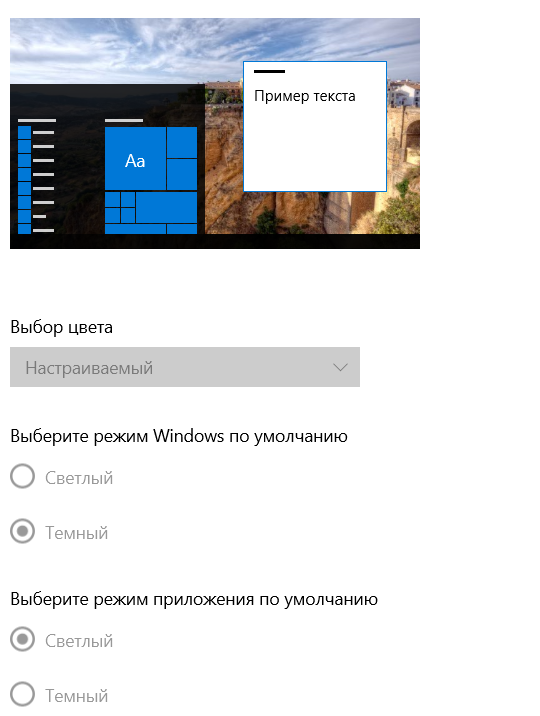 Пример текста
Aa
Выбор цвета
Настраиваемый
Выберите режим Windows по умолчанию
Светлый
Темный
Выберите режим приложения по умолчанию
Светлый
Темный